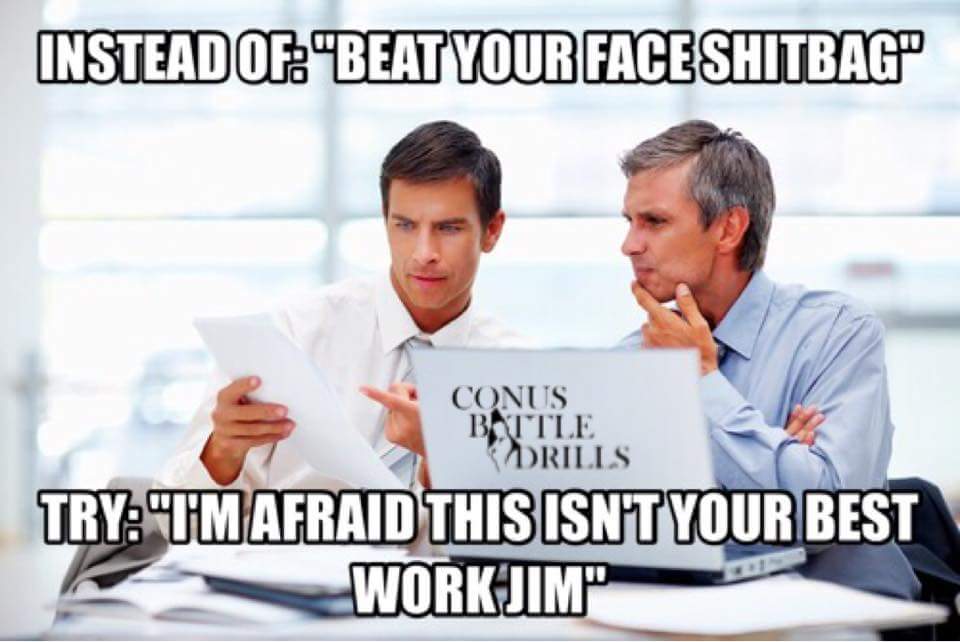 INSTEAD OF: "BEAT YOUR FACE SHITBAG"
CONUS
BATTLE
DRILLS
TRY: "I'M AFRAID THIS ISN'T YOUR BEST
WORK JIM"